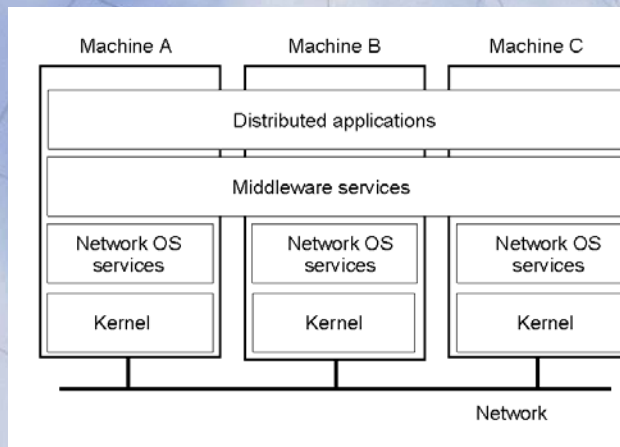 Machine A
Machine B
Machine C
Distributed applications
Middleware services
Network OS
services
Network OS
services
Network OS
services
Kernel
Kernel
Kernel
Network